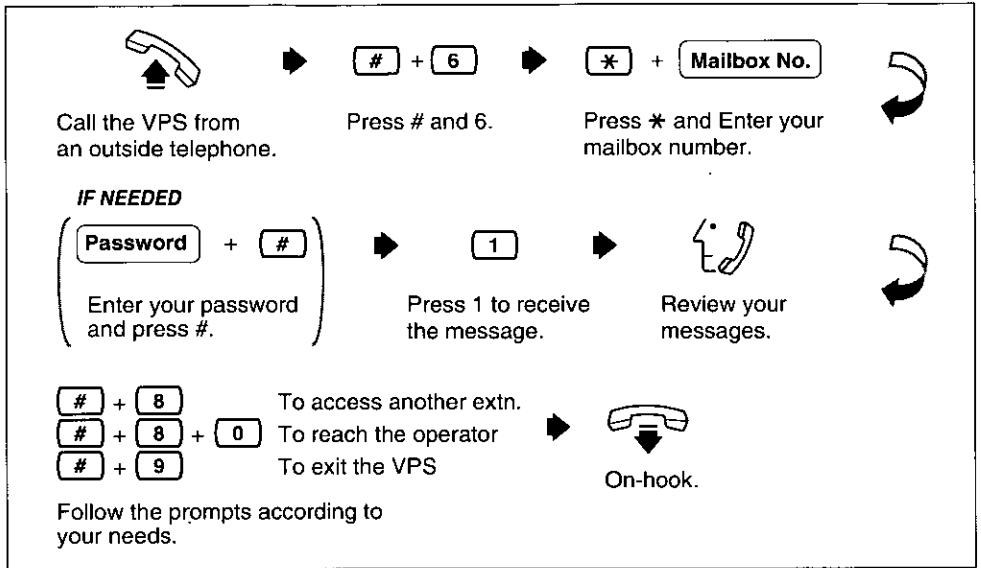 # + 6 * + Mailbox No.
Call the VPS from Press # and 6. Press * and Enter your
an outside telephone. mailbox number.
IF NEEDED
Password + # 1
Enter your password Press 1 to receive Review your
and press #. the message. messages.
# + 8 To access another extn.
# + 8 + 0 To reach the operator
# + 9 To exit the VPS
On-hook.
Follow the prompts according to
your needs.